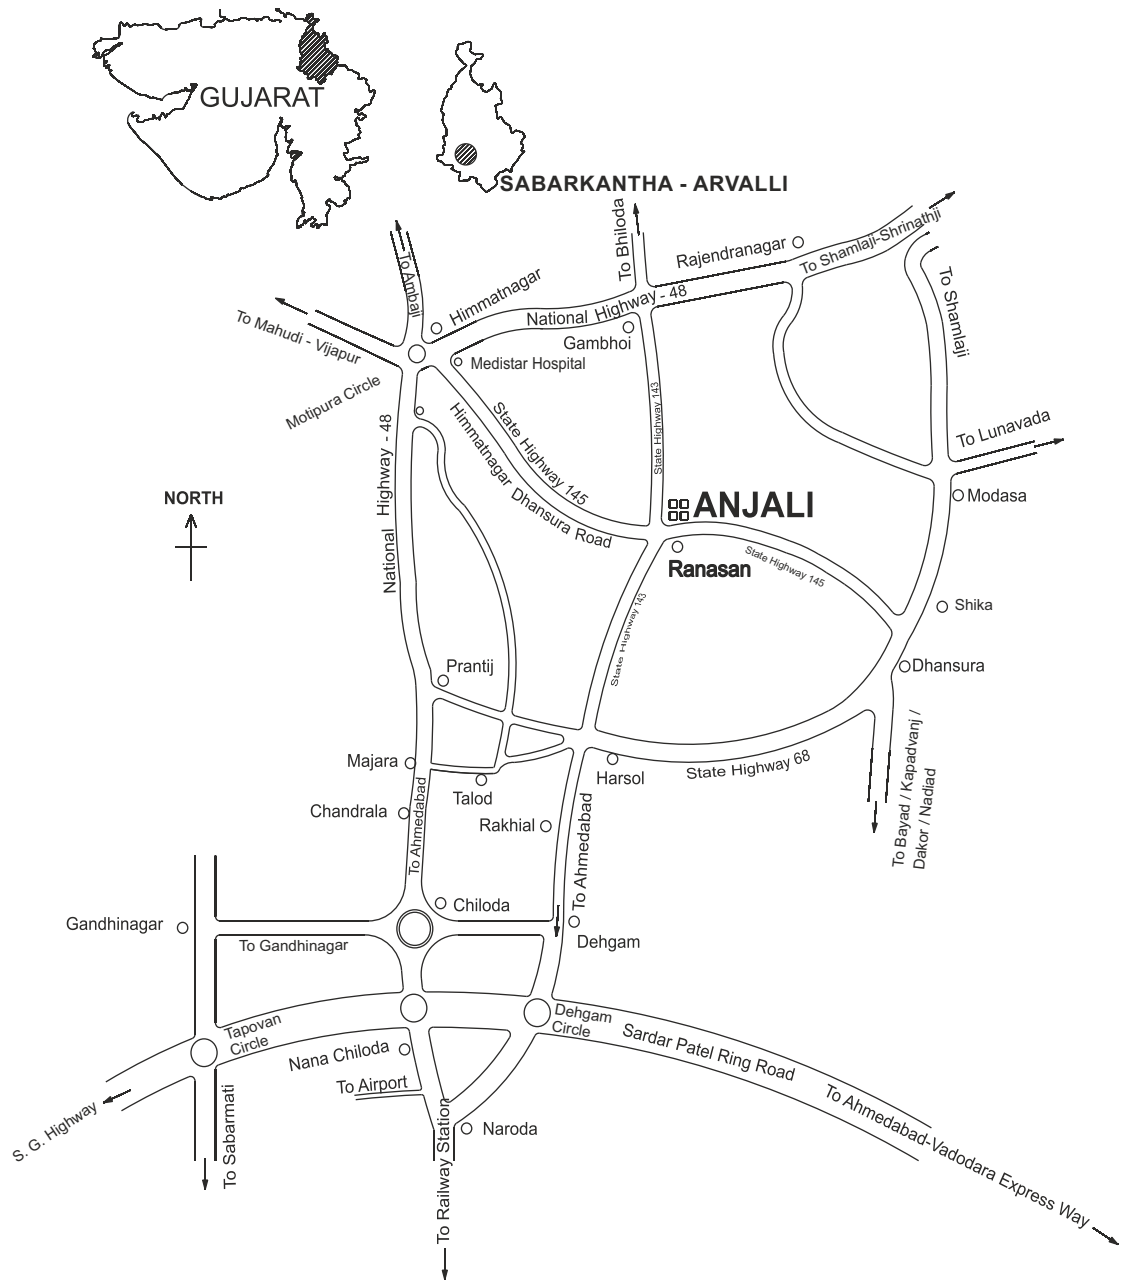 GUJARAT
SABARKANTHA - ARVALLI
To Ambaji
To Bhiloda
Rajendranagar
To Shamlaji-Shrinathji
To Shamlaji
Himmatnagar
National Highway - 48
Gambhoi
To Mahudi - Vijapur
Medistar Hospital
Motipura Circle
State Highway 143
State Highway 145
Himmatnagar Dhansura Road
National Highway - 48
To Lunavada
Modasa
NORTH
ANJALI
Ranasan
State Highway 145
State Highway 143
Shika
Dhansura
Prantij
Majara
Talod
Harsol
State Highway 68
To Bayad / Kapadvanj /
Dakor / Nadiad
Chandrala
To Ahmedabad
Rakhial
To Ahmedabad
Chiloda
Gandhinagar
To Gandhinagar
Dehgam
Tapovan
Circle
Dehgam
Circle
Nana Chiloda
Sardar Patel Ring Road
To Airport
To Ahmedabad-Vadodara Express Way
S. G. Highway
To Sabarmati
Naroda
To Railway Station